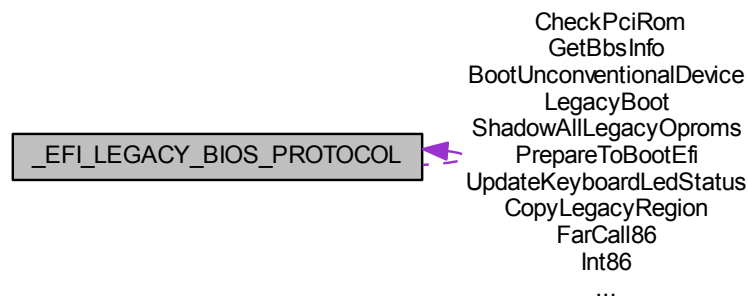 CheckPciRom
GetBbsInfo
BootUnconventionalDevice
LegacyBoot
ShadowAllLegacyOproms
_EFI_LEGACY_BIOS_PROTOCOL
PrepareToBootEfi
UpdateKeyboardLedStatus
CopyLegacyRegion
FarCall86
Int86
...